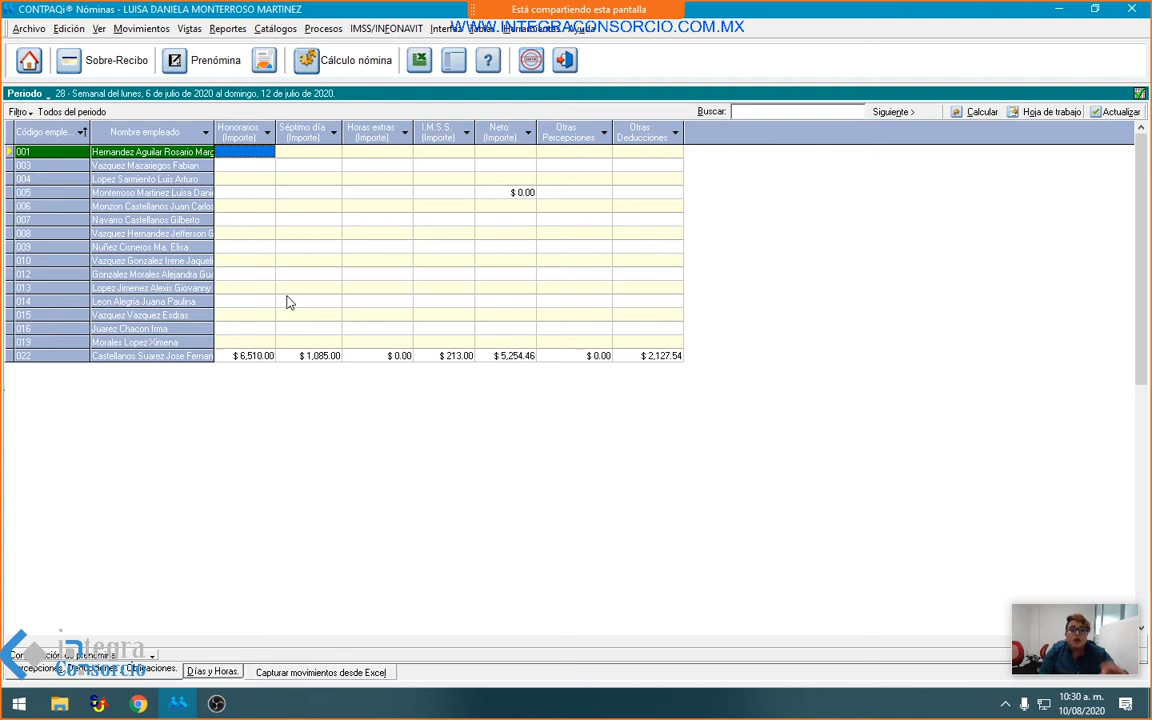 CONTPAQi® Nóminas - LUISA DANIELA MONTERROSO MARTINEZ
Está compartiendo esta pantalla
WWW.INTEGRACONSORCIO.COM.MX
Archivo Edición Ver Movimientos Vistas Reportes Catálogos Procesos IMSS/INFONAVIT Interfaz Tablas Herramientas Ayuda
Sobre-Recibo Prenómina Cálculo nómina
Periodo 28 - Semanal del lunes, 6 de julio de 2020 al domingo, 12 de julio de 2020.
Filtro Todos del periodo Buscar: Siguiente > Calcular Hoja de trabajo Actualizar
Código emple... Nombre empleado Honorarios (Importe) Séptimo día (Importe) Horas extras (Importe) I.M.S.S. (Importe) Neto (Importe) Otras Percepciones Otras Deducciones
001 Hernandez Aguilar Rosario Marg
003 Vazquez Mazariegos Fabian
004 Lopez Sarmiento Luis Arturo
005 Monterroso Martinez Luisa Dani $ 0.00
006 Monzon Castellanos Juan Carlos
007 Navarro Castellanos Gilberto
008 Vazquez Hernandez Jefferson G
009 Nuñez Cisneros Ma. Elisa
010 Vazquez Gonzalez Irene Jaqueli
012 Gonzalez Morales Alejandra Gua
013 Lopez Jimenez Alexis Giovanny
014 Leon Alegria Juana Paulina
015 Vazquez Vazquez Esdras
016 Juarez Chacon Irma
019 Morales Lopez Ximena
022 Castellanos Suarez Jose Fernan $ 6,510.00 $ 1,085.00 $ 0.00 $ 213.00 $ 5,254.46 $ 0.00 $ 2,127.54
integra
Consorcio
Días y Horas. Capturar movimientos desde Excel
10:30 a. m.
10/08/2020